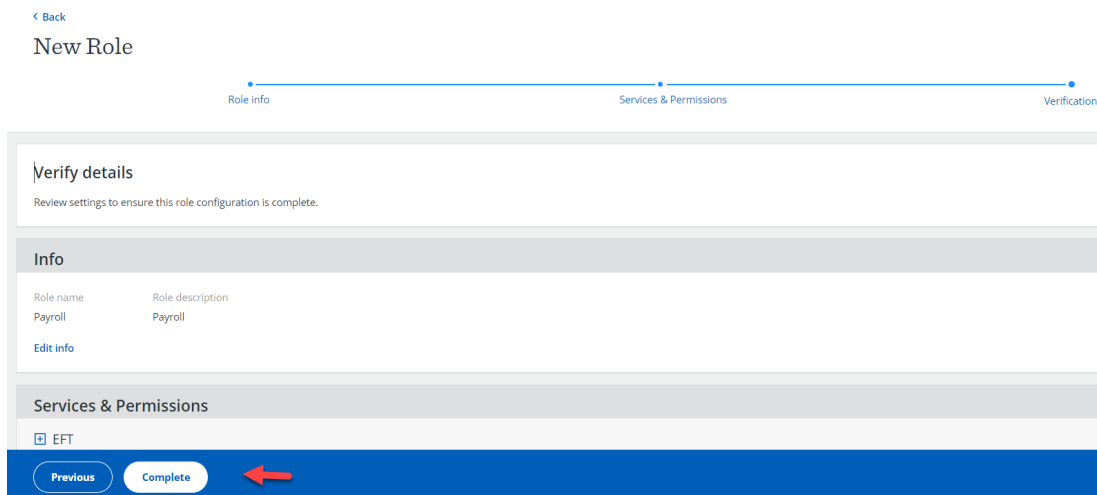 Back
New Role
Role info Services & Permissions Verification
Verify details
Review settings to ensure this role configuration is complete.
Info
Role name Role description
Payroll Payroll
Edit info
Services & Permissions
EFT
Previous Complete